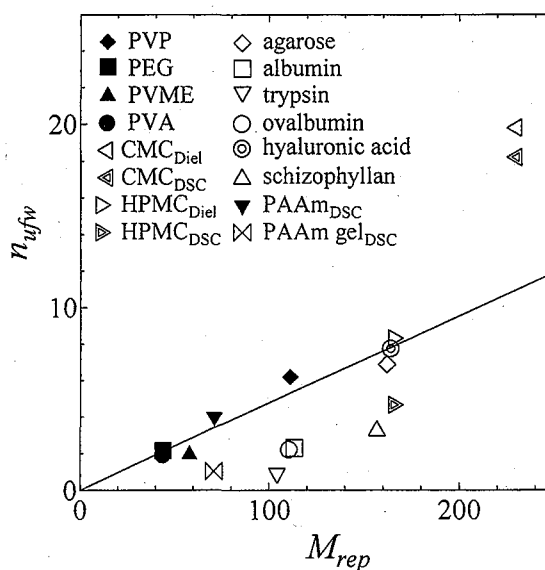 PVP
PEG
PVME
PVA
CMC_Diel
CMC_DSC
HPMC_Diel
HPMC_DSC
agarose
albumin
trypsin
ovalbumin
hyaluronic acid
schizophyllan
PAAm_DSC
PAAm gel_DSC
20
10
0
n_ufw
0
100
200
M_rep